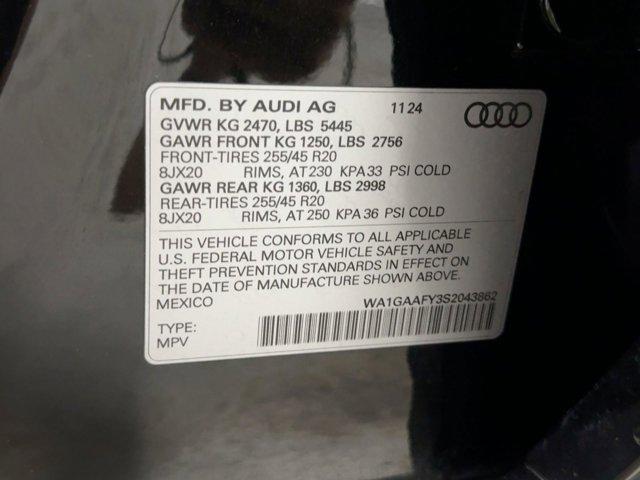 MFD. BY AUDI AG 1124
GVWR KG 2470, LBS 5445
GAWR FRONT KG 1250, LBS 2756
FRONT-TIRES 255/45 R20
8JX20 RIMS, AT 230 KPA 33 PSI COLD
GAWR REAR KG 1360, LBS 2998
REAR-TIRES 255/45 R20
8JX20 RIMS, AT 250 KPA 36 PSI COLD
THIS VEHICLE CONFORMS TO ALL APPLICABLE
U.S. FEDERAL MOTOR VEHICLE SAFETY AND
THEFT PREVENTION STANDARDS IN EFFECT ON
THE DATE OF MANUFACTURE SHOWN ABOVE.
MEXICO WA1GAAFY3S2043862
TYPE:
MPV